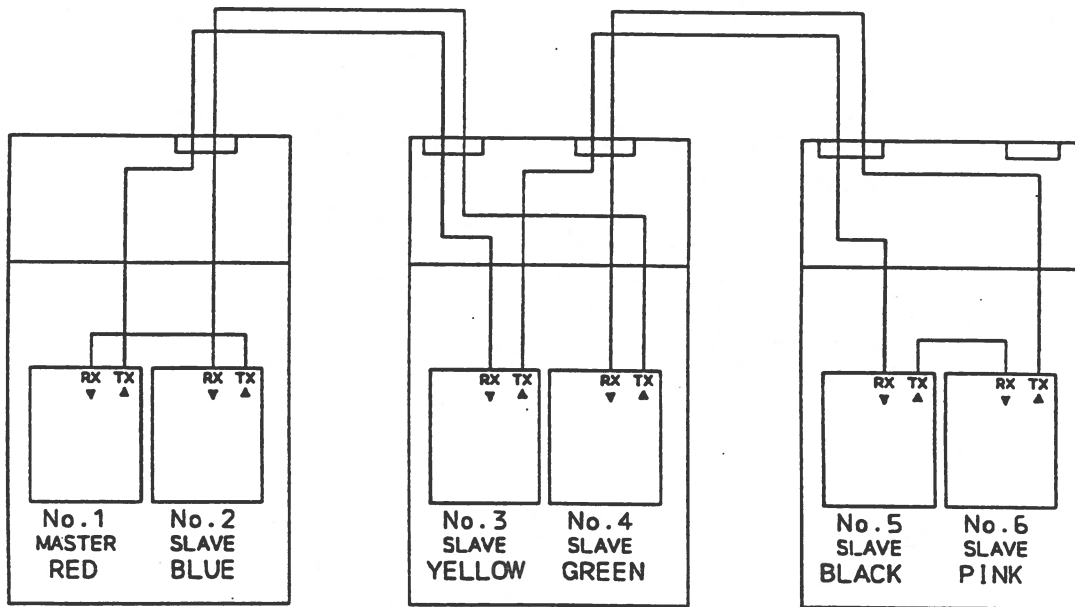 RX TX RX TX
RX TX RX TX
RX TX RX TX
No.1
MASTER
RED
No.2
SLAVE
BLUE
No.3
SLAVE
YELLOW
No.4
SLAVE
GREEN
No.5
SLAVE
BLACK
No.6
SLAVE
PINK